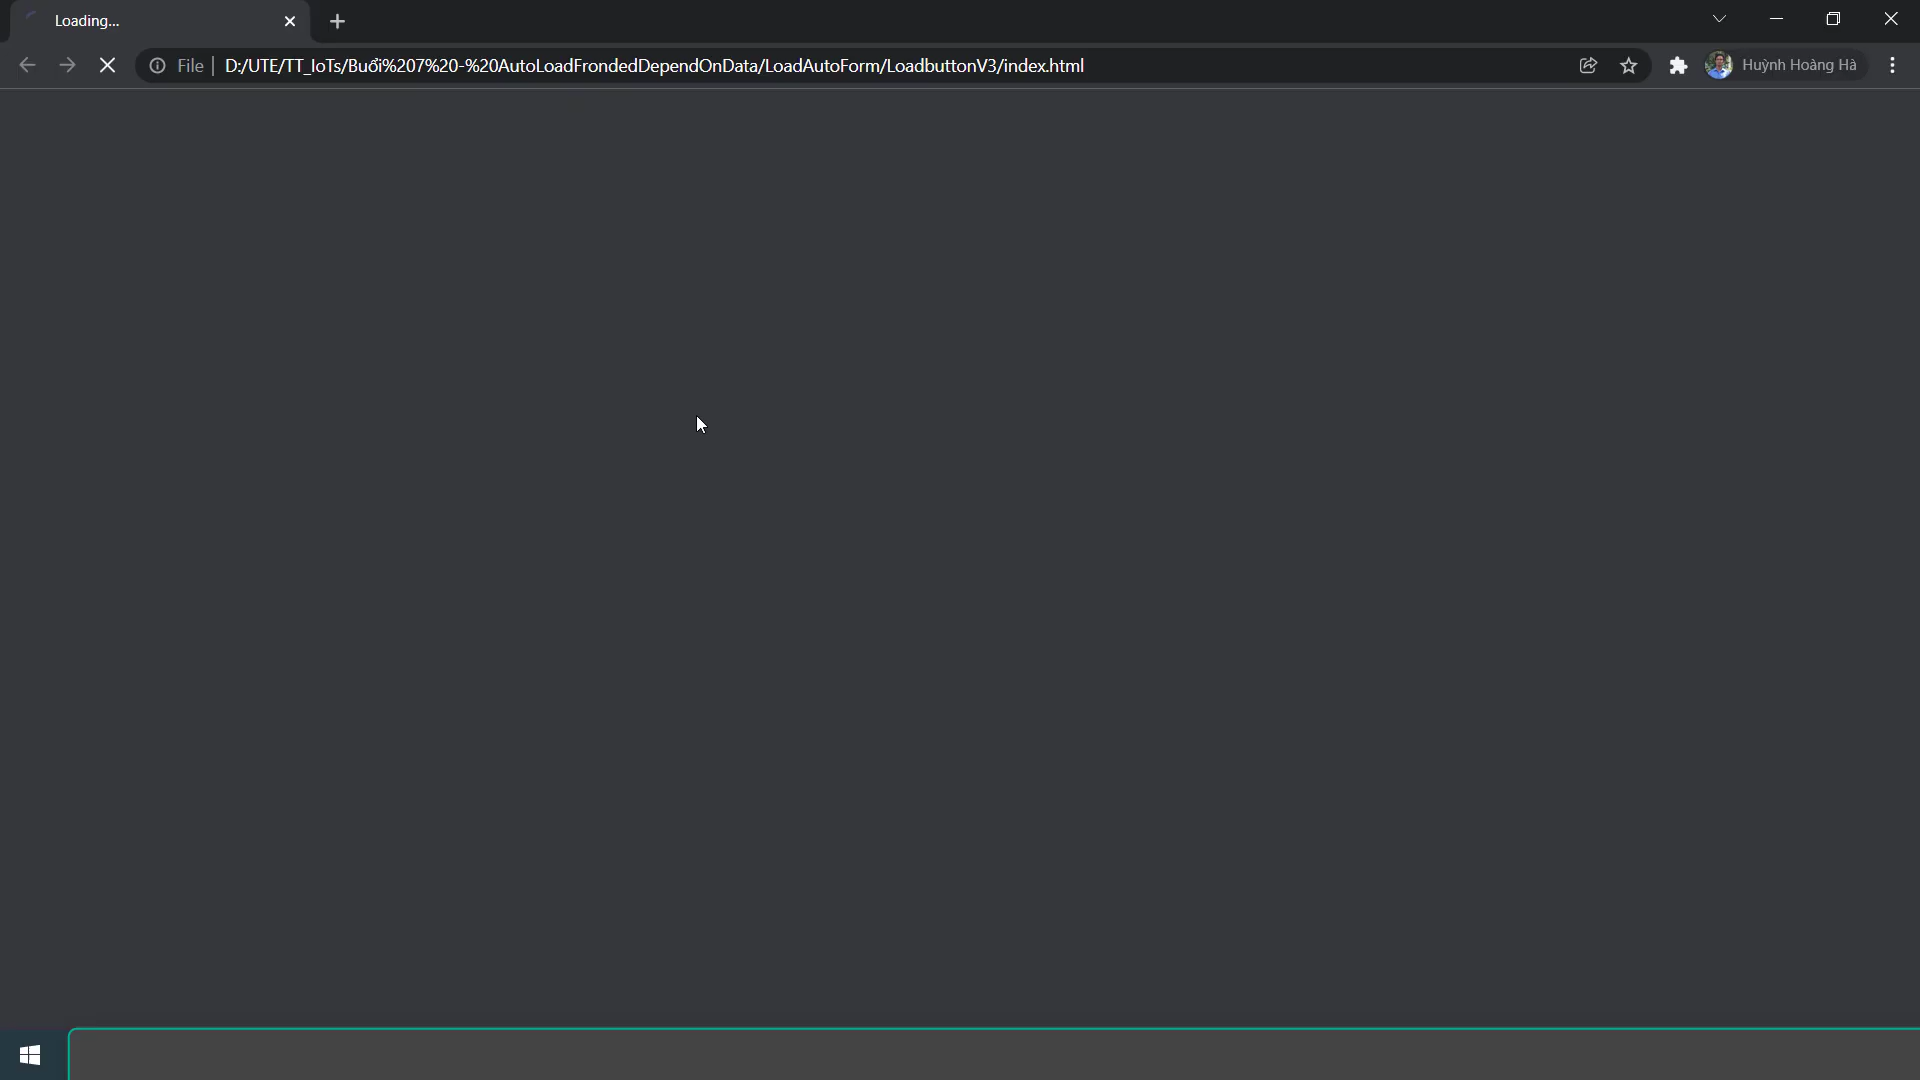 Loading...
File
D:/UTE/TT_IoTs/Buổi%207%20-%20AutoLoadFrondedDependOnData/LoadAutoForm/LoadbuttonV3/index.html
Huỳnh Hoàng Hà